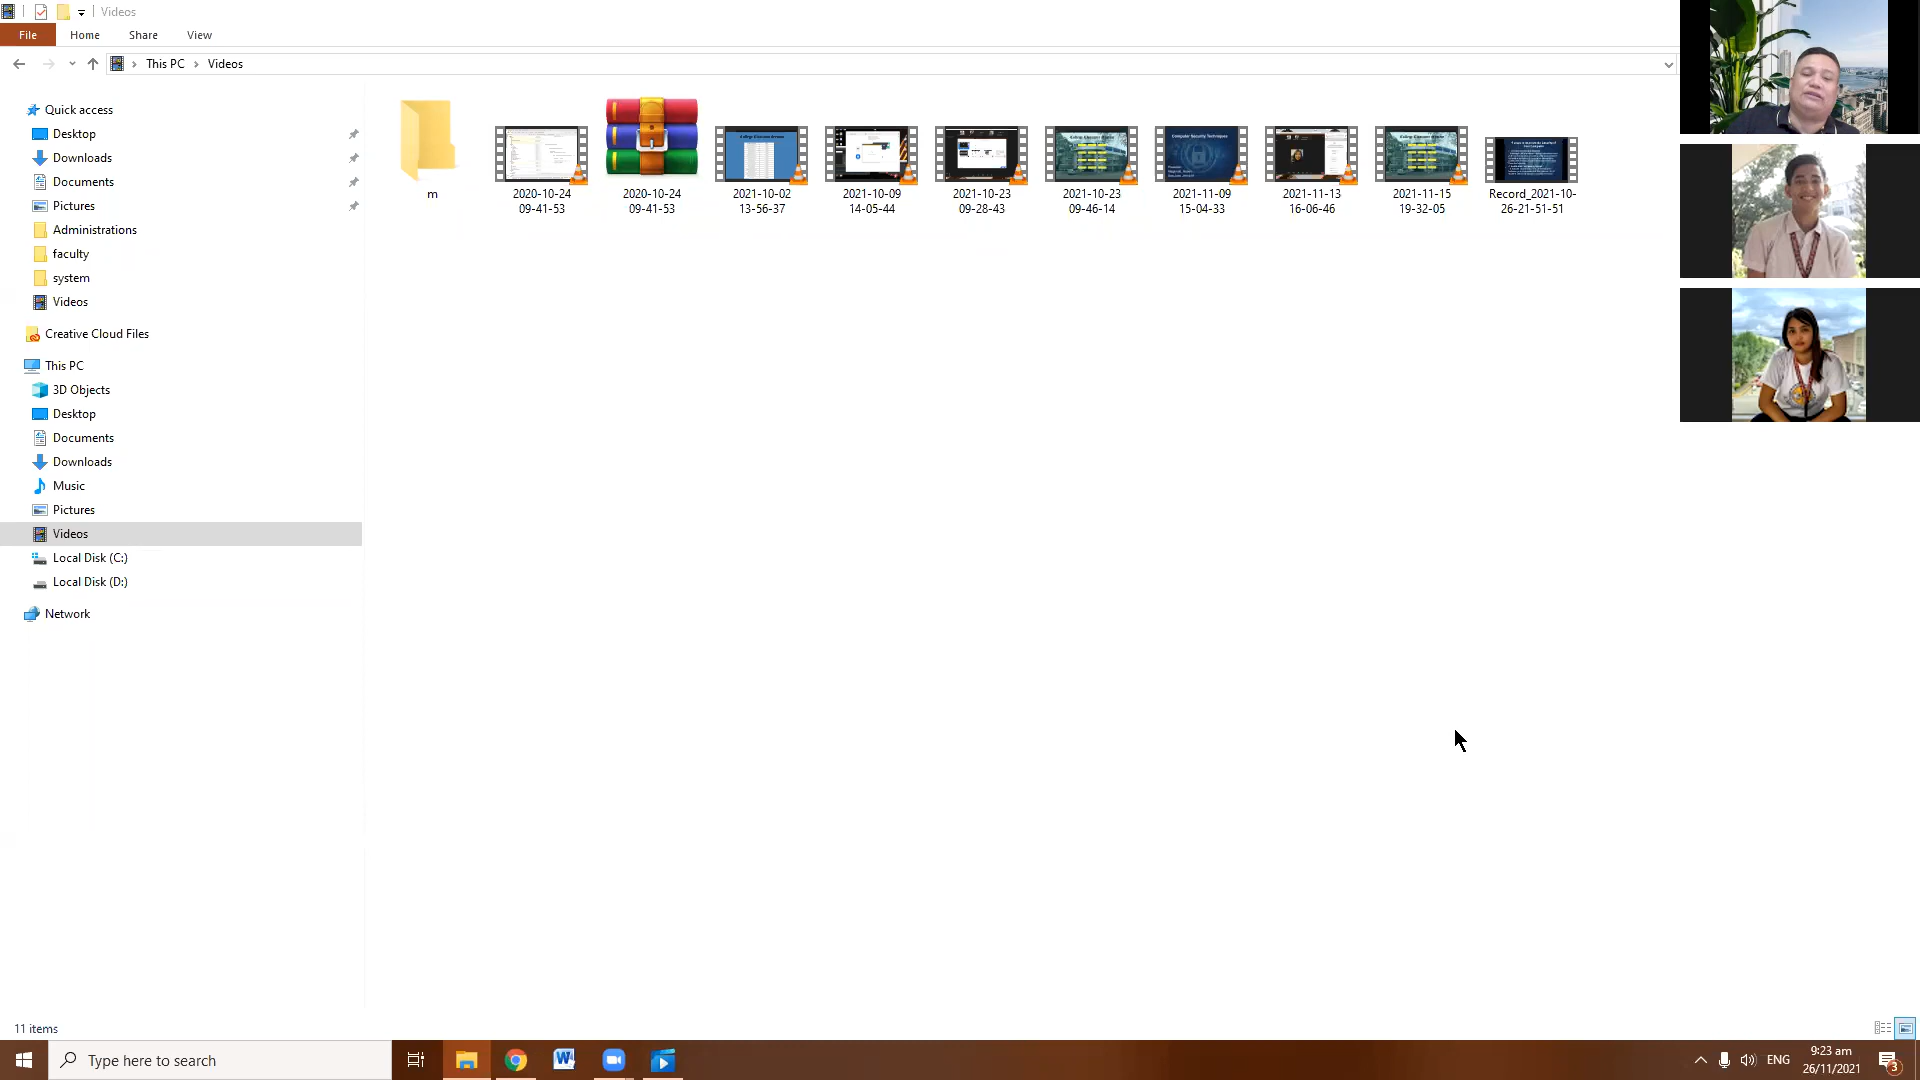 Videos
File Home Share View
This PC Videos
Quick access
Desktop
Downloads
Documents
Pictures
Administrations
faculty
system
Videos
Creative Cloud Files
This PC
3D Objects
Desktop
Documents
Downloads
Music
Pictures
Videos
Local Disk (C:)
Local Disk (D:)
Network
m
2020-10-24
09-41-53
2020-10-24
09-41-53
2021-10-02
13-56-37
2021-10-09
14-05-44
2021-10-23
09-28-43
2021-10-23
09-46-14
Computer Security Techniques
2021-11-09
15-04-33
2021-11-13
16-06-46
2021-11-15
19-32-05
Record_2021-10-
26-21-51-51
11 items
Type here to search
ENG
9:23 am
26/11/2021
3